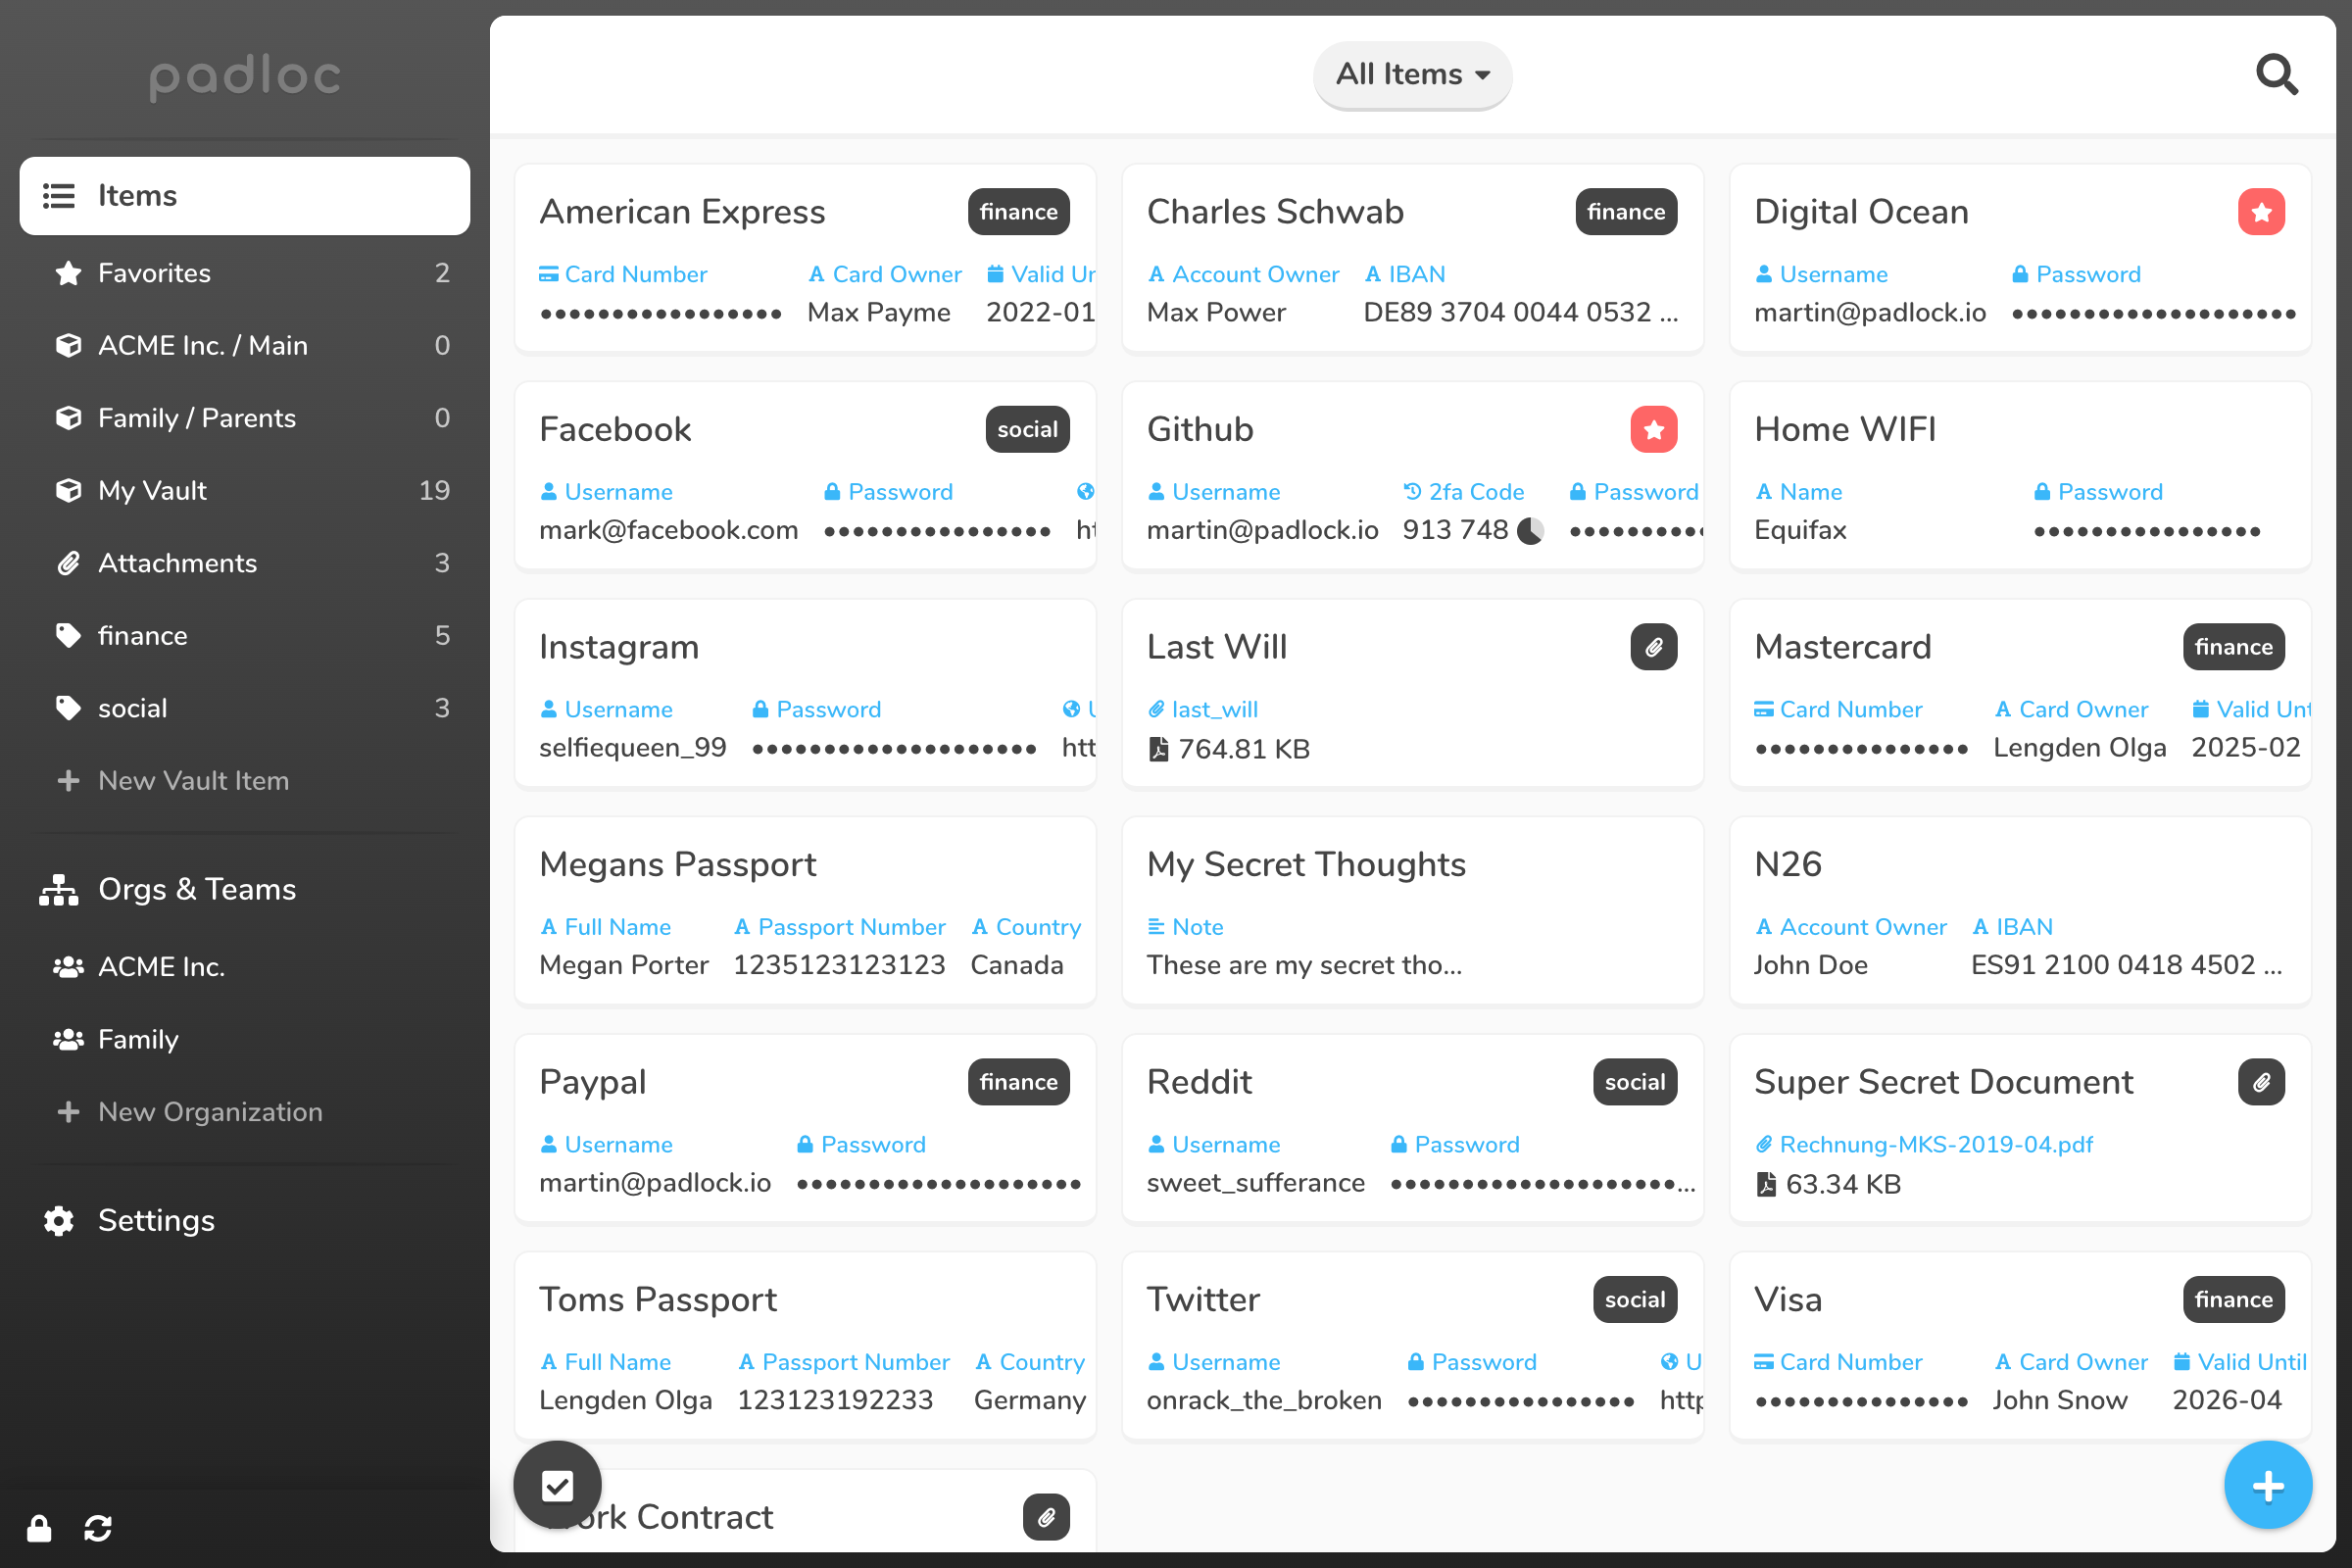 padloc
Items
Favorites 2
ACME Inc. / Main 0
Family / Parents 0
My Vault 19
Attachments 3
finance 5
social 3
New Vault Item
Orgs & Teams
ACME Inc.
Family
New Organization
Settings
All Items
American Express finance
Card Number Card Owner Valid Un
•••••••••••••••• Max Payme 2022-01
Charles Schwab finance
Account Owner IBAN
Max Power DE89 3704 0044 0532 ...
Digital Ocean
Username Password
martin@padlock.io ••••••••••••••••••••
Facebook social
Username Password
mark@facebook.com •••••••••••••••• ht
Github
Username 2fa Code Password
martin@padlock.io 913 748 ••••••••••
Home WIFI
Name Password
Equifax ••••••••••••••••
Instagram
Username Password U
selfiequeen_99 •••••••••••••••••••• htt
Last Will
last_will
764.81 KB
Mastercard finance
Card Number Card Owner Valid Unt
••••••••••••••• Lengden Olga 2025-02
Megans Passport
Full Name Passport Number Country
Megan Porter 1235123123123 Canada
My Secret Thoughts
Note
These are my secret tho...
N26
Account Owner IBAN
John Doe ES91 2100 0418 4502 ...
Paypal finance
Username Password
martin@padlock.io ••••••••••••••••••••
Reddit social
Username Password
sweet_sufferance ••••••••••••••••••••...
Super Secret Document
Rechnung-MKS-2019-04.pdf
63.34 KB
Toms Passport
Full Name Passport Number Country
Lengden Olga 123123192233 Germany
Twitter social
Username Password U
onrack_the_broken •••••••••••••••• http
Visa finance
Card Number Card Owner Valid Until
••••••••••••••• John Snow 2026-04
ork Contract